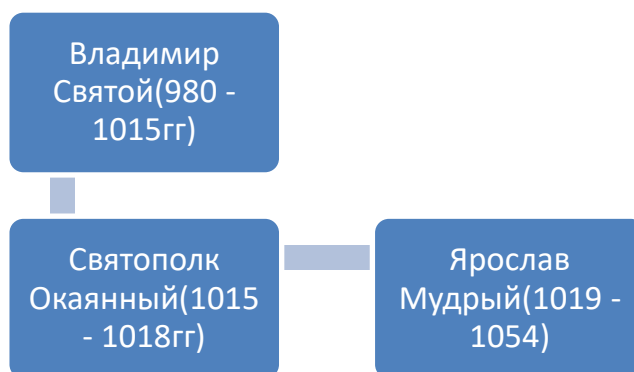 Владимир
Святой(980 -
1015гг)
Святополк
Окаянный(1015
- 1018гг)
Ярослав
Мудрый(1019 -
1054)